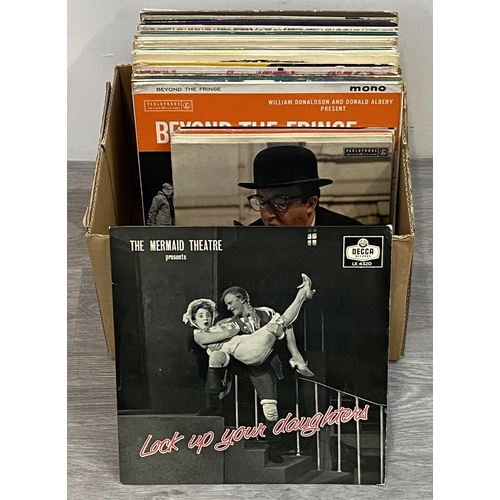 BEYOND THE FRINGE mono
PARLOPHONE
WILLIAM DONALDSON AND DONALD ALBERY
PRESENT
BEYOND THE FRINGE
PARLOPHONE
THE MERMAID THEATRE
presents
DECCA
RECORDS
LK 4320
Lock up your daughters